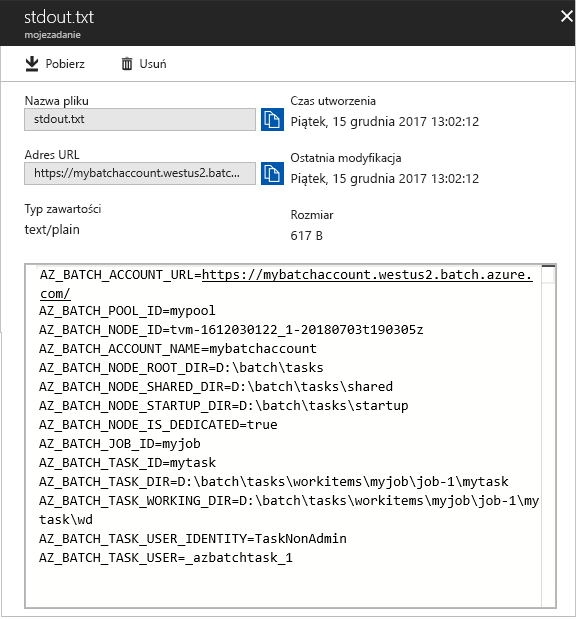 stdout.txt
mojezadanie
Pobierz
Usuń
Nazwa pliku
stdout.txt
Czas utworzenia
Piątek, 15 grudnia 2017 13:02:12
Adres URL
https://mybatchaccount.westus2.batc...
Ostatnia modyfikacja
Piątek, 15 grudnia 2017 13:02:12
Typ zawartości
text/plain
Rozmiar
617 B
AZ_BATCH_ACCOUNT_URL=https://mybatchaccount.westus2.batch.azure.
com/
AZ_BATCH_POOL_ID=mypool
AZ_BATCH_NODE_ID=tvm-1612030122_1-20180703t190305z
AZ_BATCH_ACCOUNT_NAME=mybatchaccount
AZ_BATCH_NODE_ROOT_DIR=D:\batch\tasks
AZ_BATCH_NODE_SHARED_DIR=D:\batch\tasks\shared
AZ_BATCH_NODE_STARTUP_DIR=D:\batch\tasks\startup
AZ_BATCH_NODE_IS_DEDICATED=true
AZ_BATCH_JOB_ID=myjob
AZ_BATCH_TASK_ID=mytask
AZ_BATCH_TASK_DIR=D:\batch\tasks\workitems\myjob\job-1\mytask
AZ_BATCH_TASK_WORKING_DIR=D:\batch\tasks\workitems\myjob\job-1\my
task\wd
AZ_BATCH_TASK_USER_IDENTITY=TaskNonAdmin
AZ_BATCH_TASK_USER=_azbatchtask_1